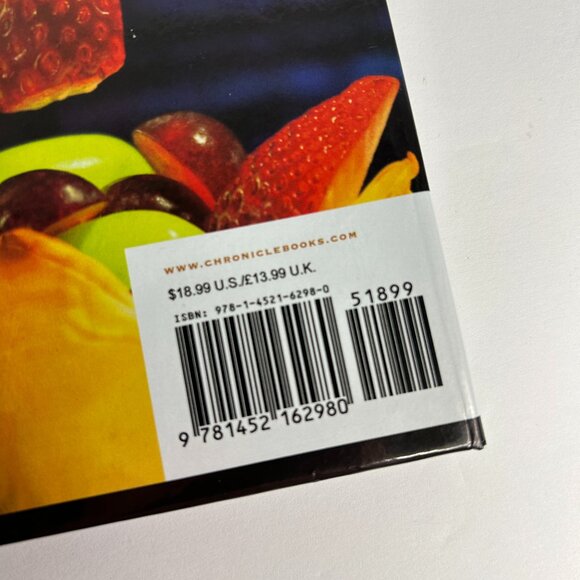 WWW.CHRONICLEBOOKS.COM
$18.99 U.S./£13.99 U.K.
ISBN: 978-1-4521-6298-0
51899
9 781452 162980